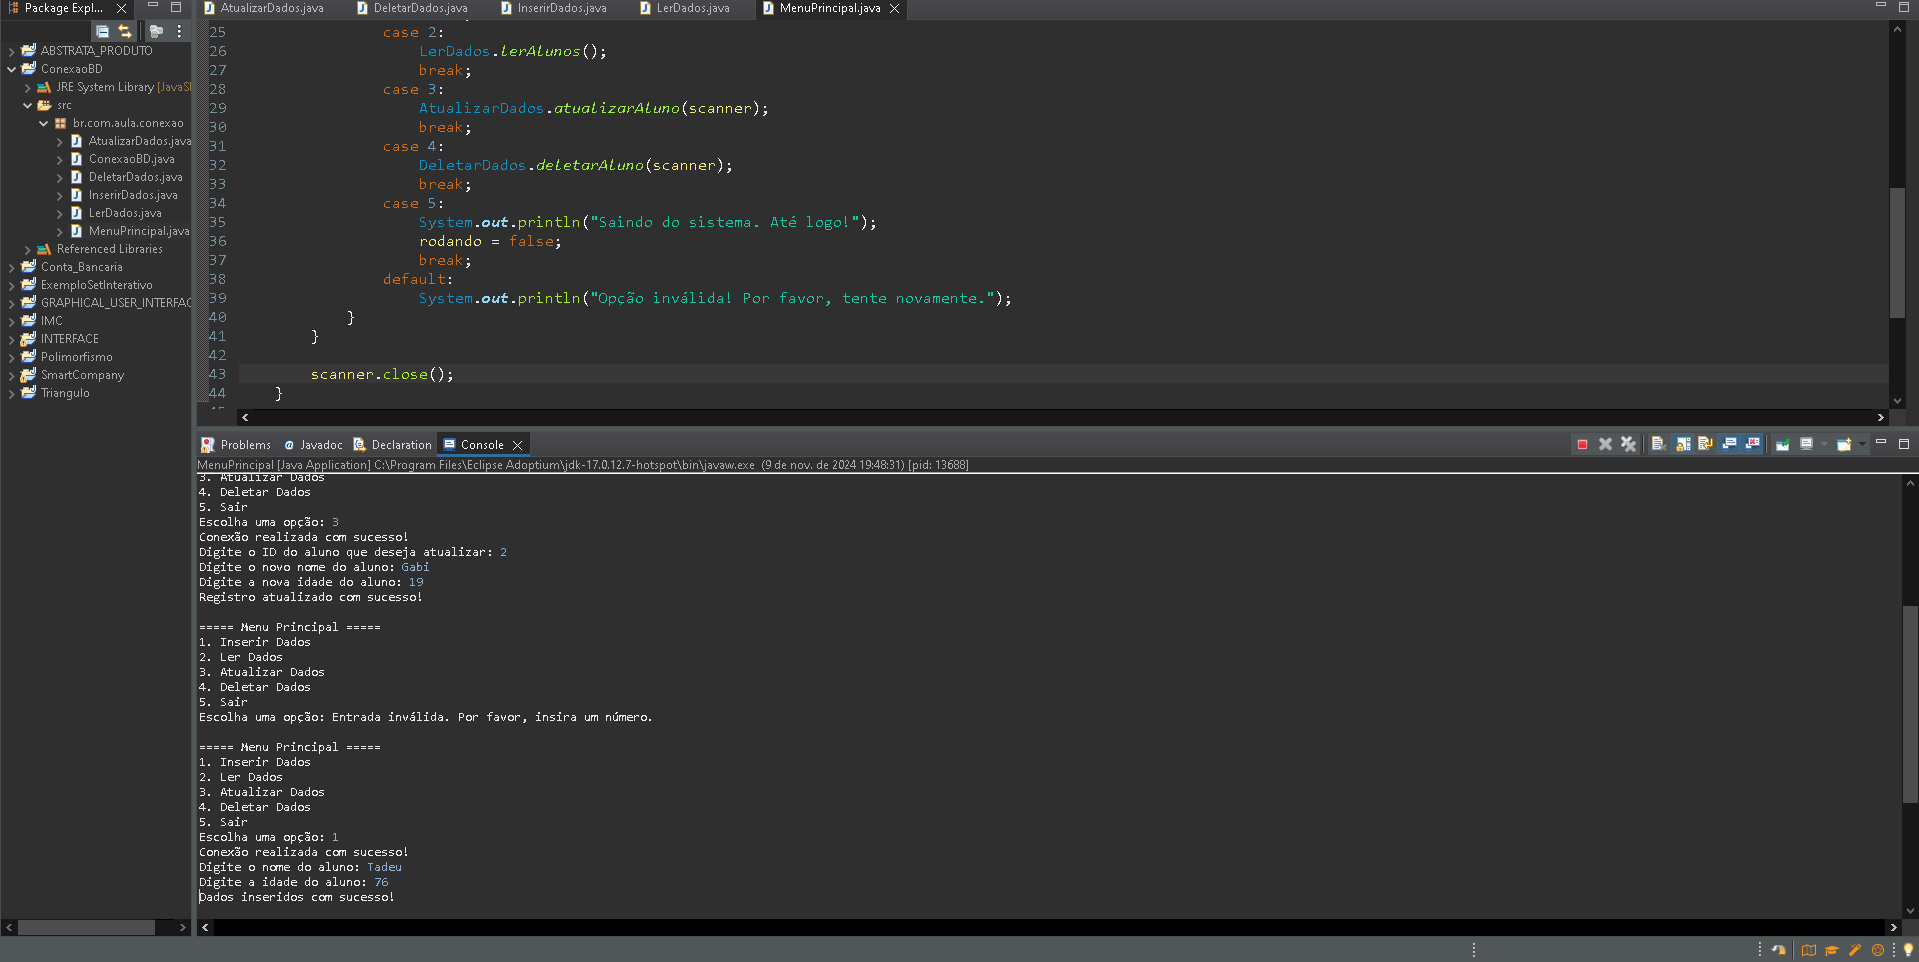 Package Expl...
AtualizarDados.java
DeletarDados.java
InserirDados.java
LerDados.java
MenuPrincipal.java
ABSTRATA_PRODUTO
ConexaoBD
JRE System Library [JavaSI
src
br.com.aula.conexao
AtualizarDados.java
ConexaoBD.java
DeletarDados.java
InserirDados.java
LerDados.java
MenuPrincipal.java
Referenced Libraries
Conta_Bancaria
ExemploSetInterativo
GRAPHICAL_USER_INTERFAC
IMC
INTERFACE
Polimorfismo
SmartCompany
Triangulo
25 case 2:
26 LerDados.lerAlunos();
27 break;
28 case 3:
29 AtualizarDados.atualizarAluno(scanner);
30 break;
31 case 4:
32 DeletarDados.deletarAluno(scanner);
33 break;
34 case 5:
35 System.out.println("Saindo do sistema. Até logo!");
36 rodando = false;
37 break;
38 default:
39 System.out.println("Opção inválida! Por favor, tente novamente.");
40 }
41 }
42
43 scanner.close();
44 }
Problems
Javadoc
Declaration
Console
MenuPrincipal [Java Application] C:\Program Files\Eclipse Adoptium\jdk-17.0.12.7-hotspot\bin\javaw.exe (9 de nov. de 2024 19:48:31) [pid: 13688]
3. Atualizar Dados
4. Deletar Dados
5. Sair
Escolha uma opção: 3
Conexão realizada com sucesso!
Digite o ID do aluno que deseja atualizar: 2
Digite o novo nome do aluno: Gabi
Digite a nova idade do aluno: 19
Registro atualizado com sucesso!
===== Menu Principal =====
1. Inserir Dados
2. Ler Dados
3. Atualizar Dados
4. Deletar Dados
5. Sair
Escolha uma opção: Entrada inválida. Por favor, insira um número.
===== Menu Principal =====
1. Inserir Dados
2. Ler Dados
3. Atualizar Dados
4. Deletar Dados
5. Sair
Escolha uma opção: 1
Conexão realizada com sucesso!
Digite o nome do aluno: Tadeu
Digite a idade do aluno: 76
Dados inseridos com sucesso!